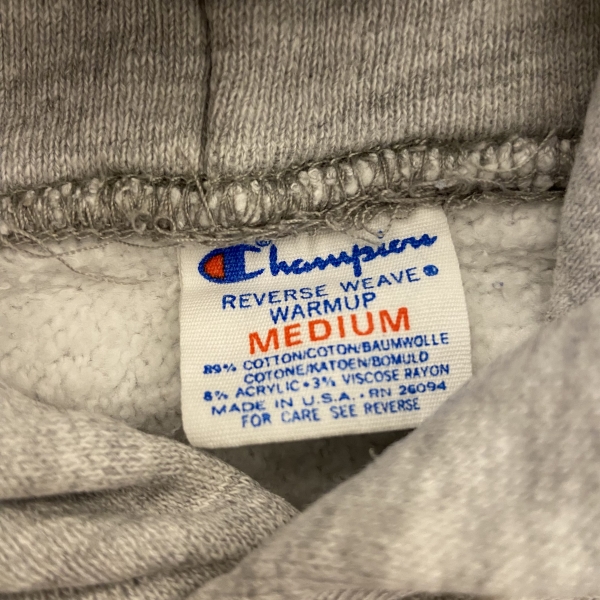 Champion
REVERSE WEAVE®
WARMUP
MEDIUM
89% COTTON/COTON/BAUMWOLLE
COTONE/KATOEN/BOMULD
8% ACRYLIC • 3% VISCOSE RAYON
MADE IN U.S.A. • RN 26094
FOR CARE SEE REVERSE